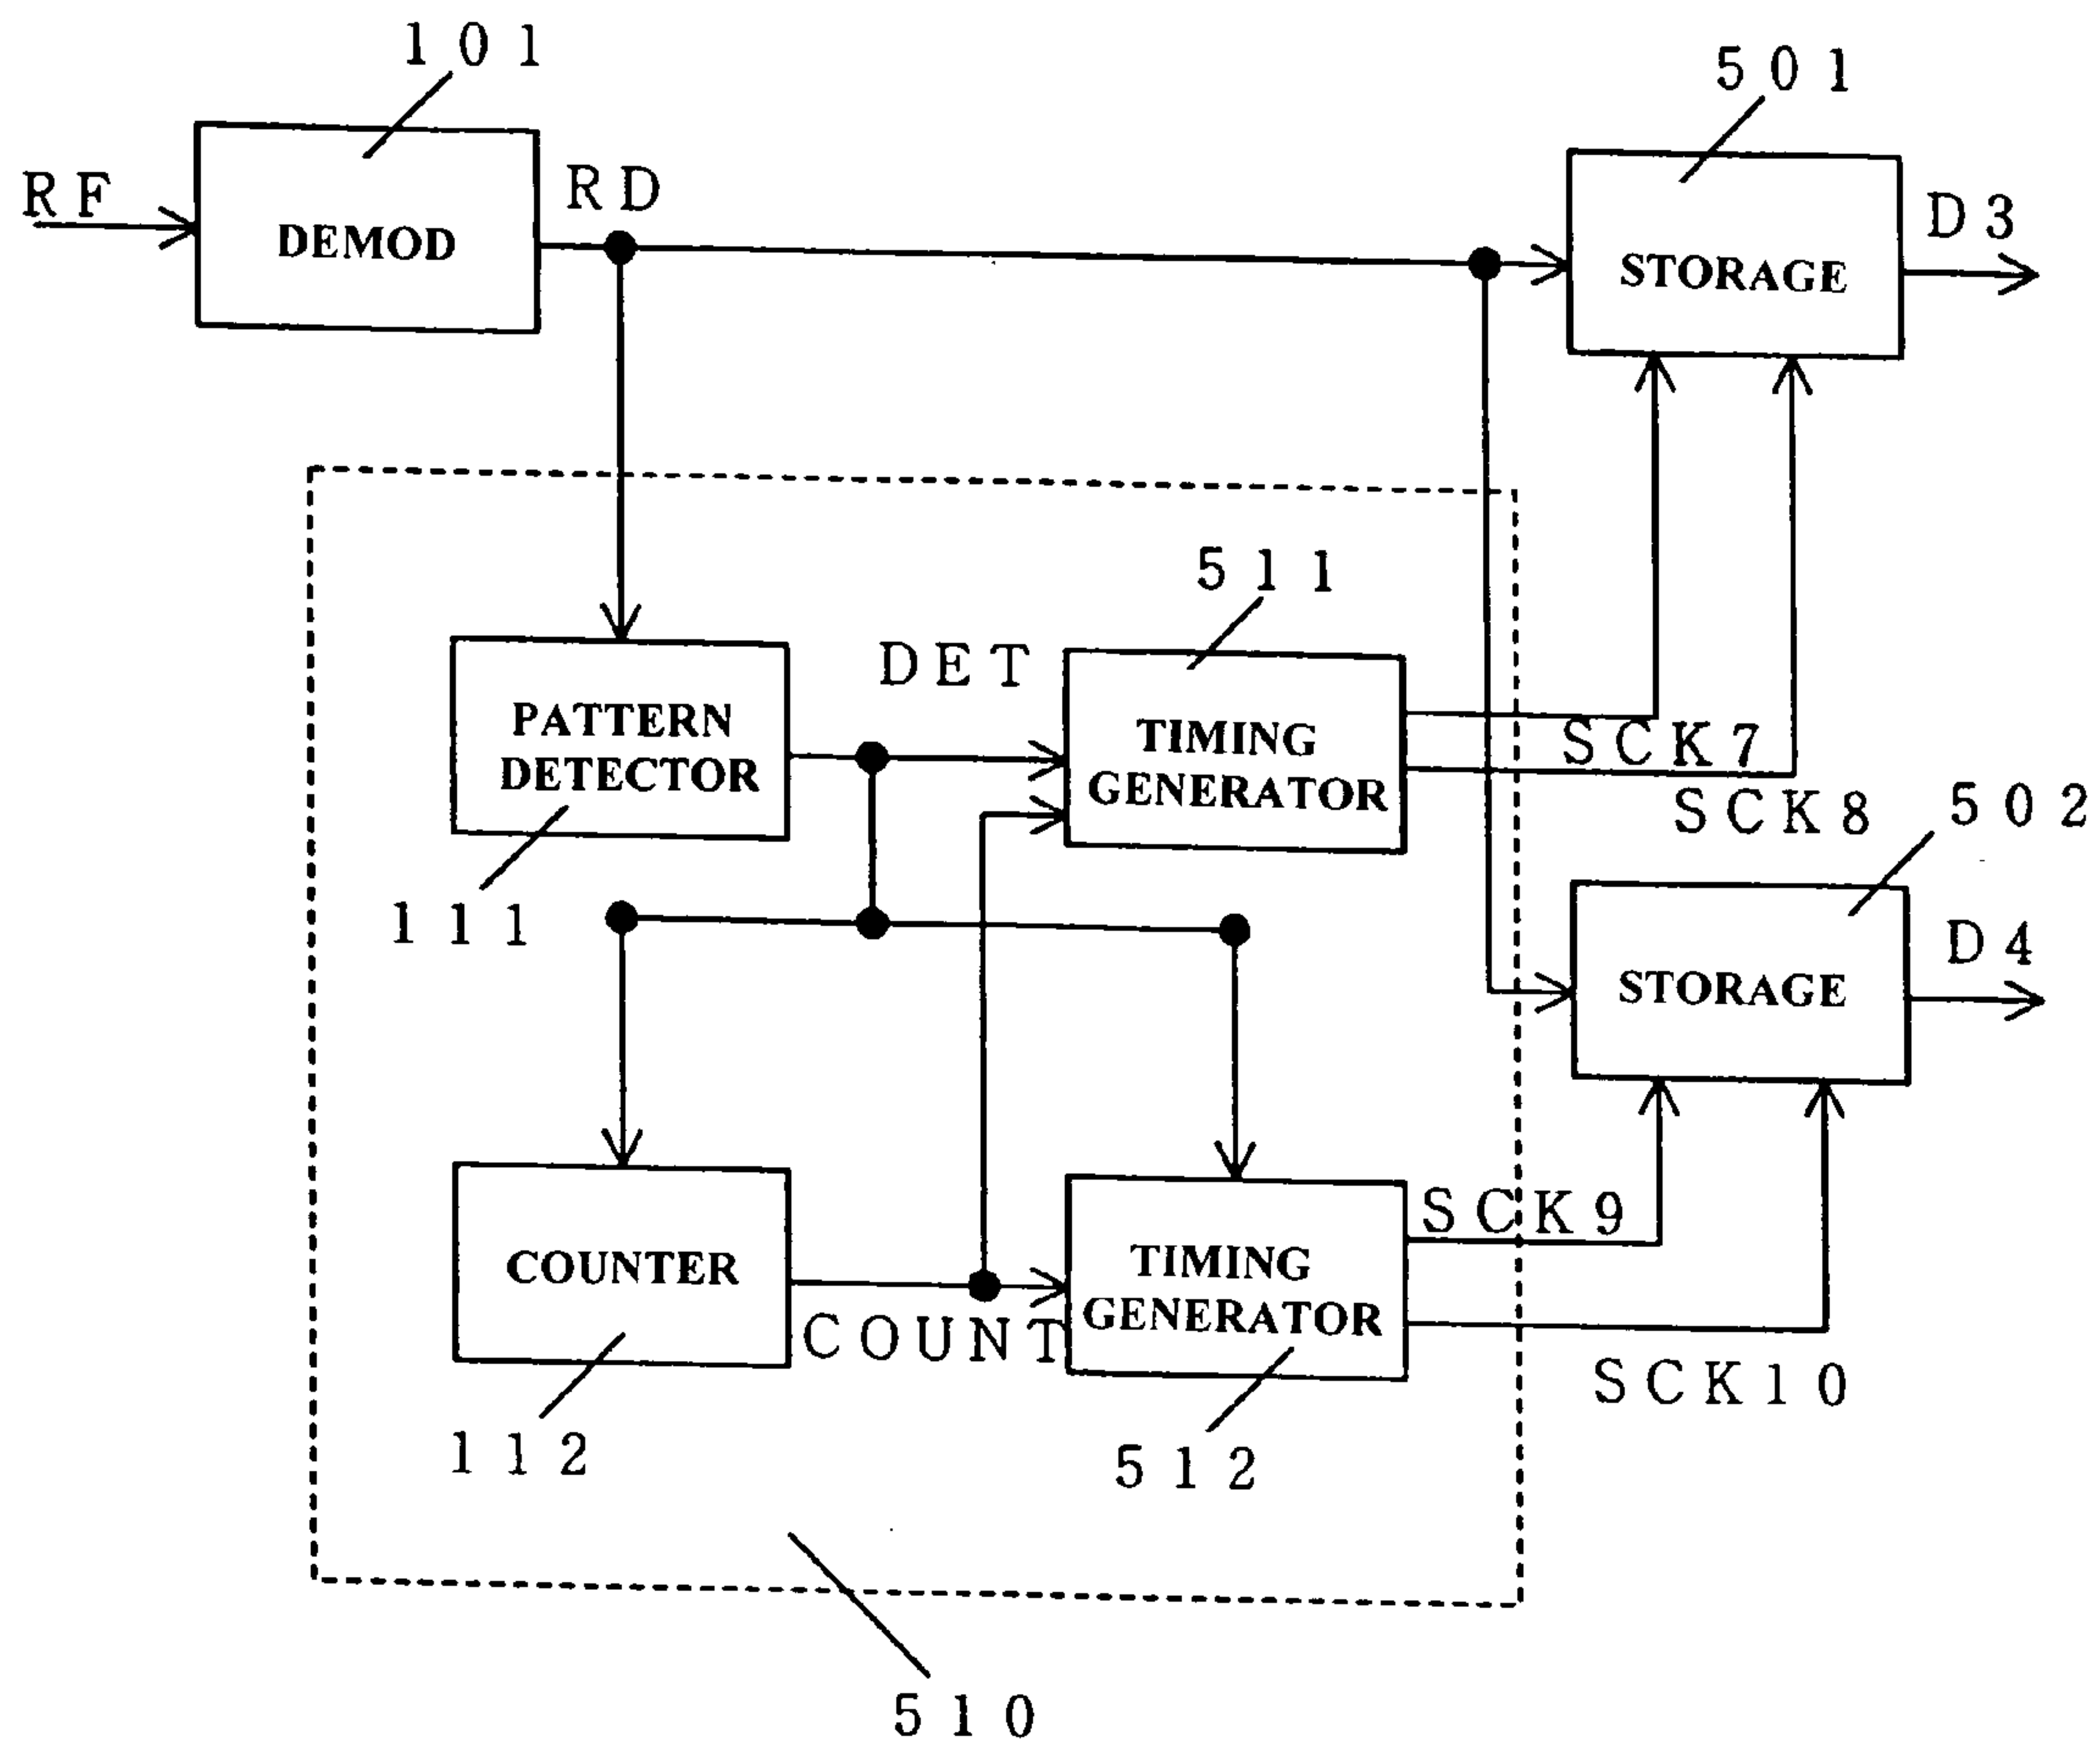 101
501
RF
RD
D3
DEMOD
STORAGE
511
DET
PATTERN
DETECTOR
TIMING
GENERATOR
SCK7
SCK8
502
111
D4
STORAGE
SCK9
COUNTER
TIMING
GENERATOR
COUNT
SCK10
112
512
510